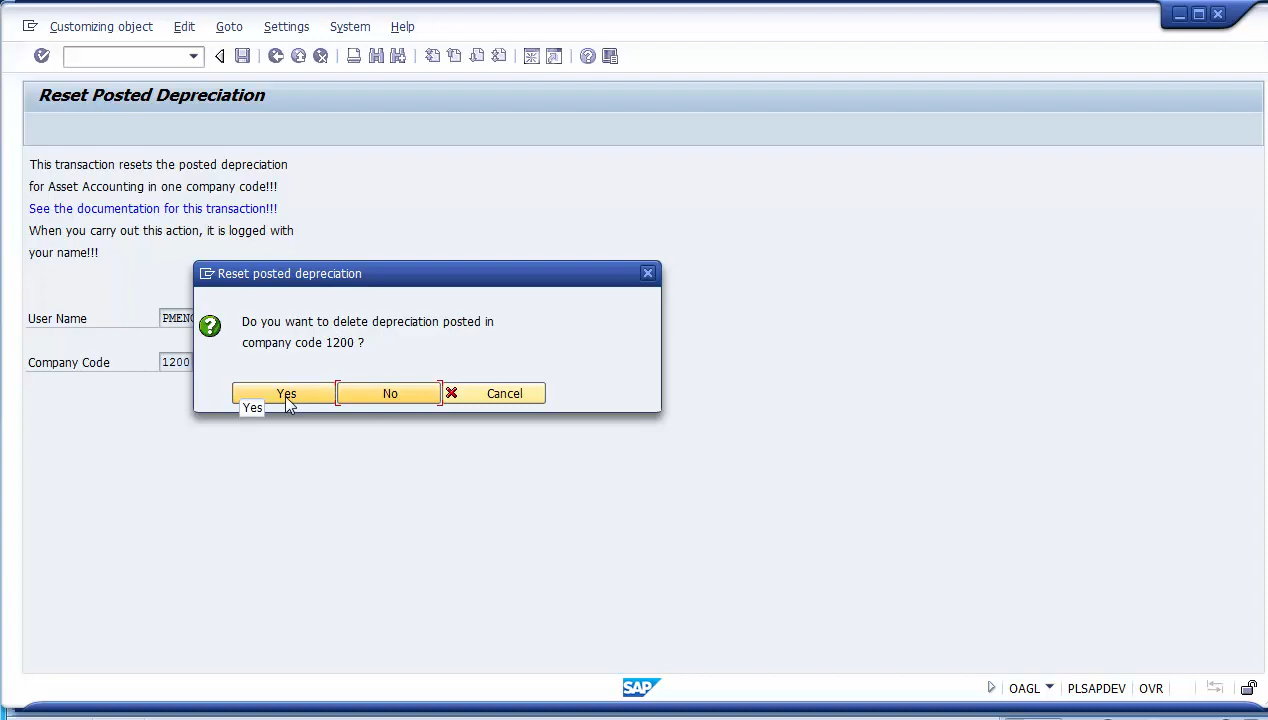 Customizing object Edit Goto Settings System Help
Reset Posted Depreciation
This transaction resets the posted depreciation
for Asset Accounting in one company code!!!
See the documentation for this transaction!!!
When you carry out this action, it is logged with
your name!!!
Reset posted depreciation
Do you want to delete depreciation posted in
company code 1200 ?
User Name
Company Code 1200
Yes No Cancel
Yes
SAP OAGL PLSAPDEV OVR